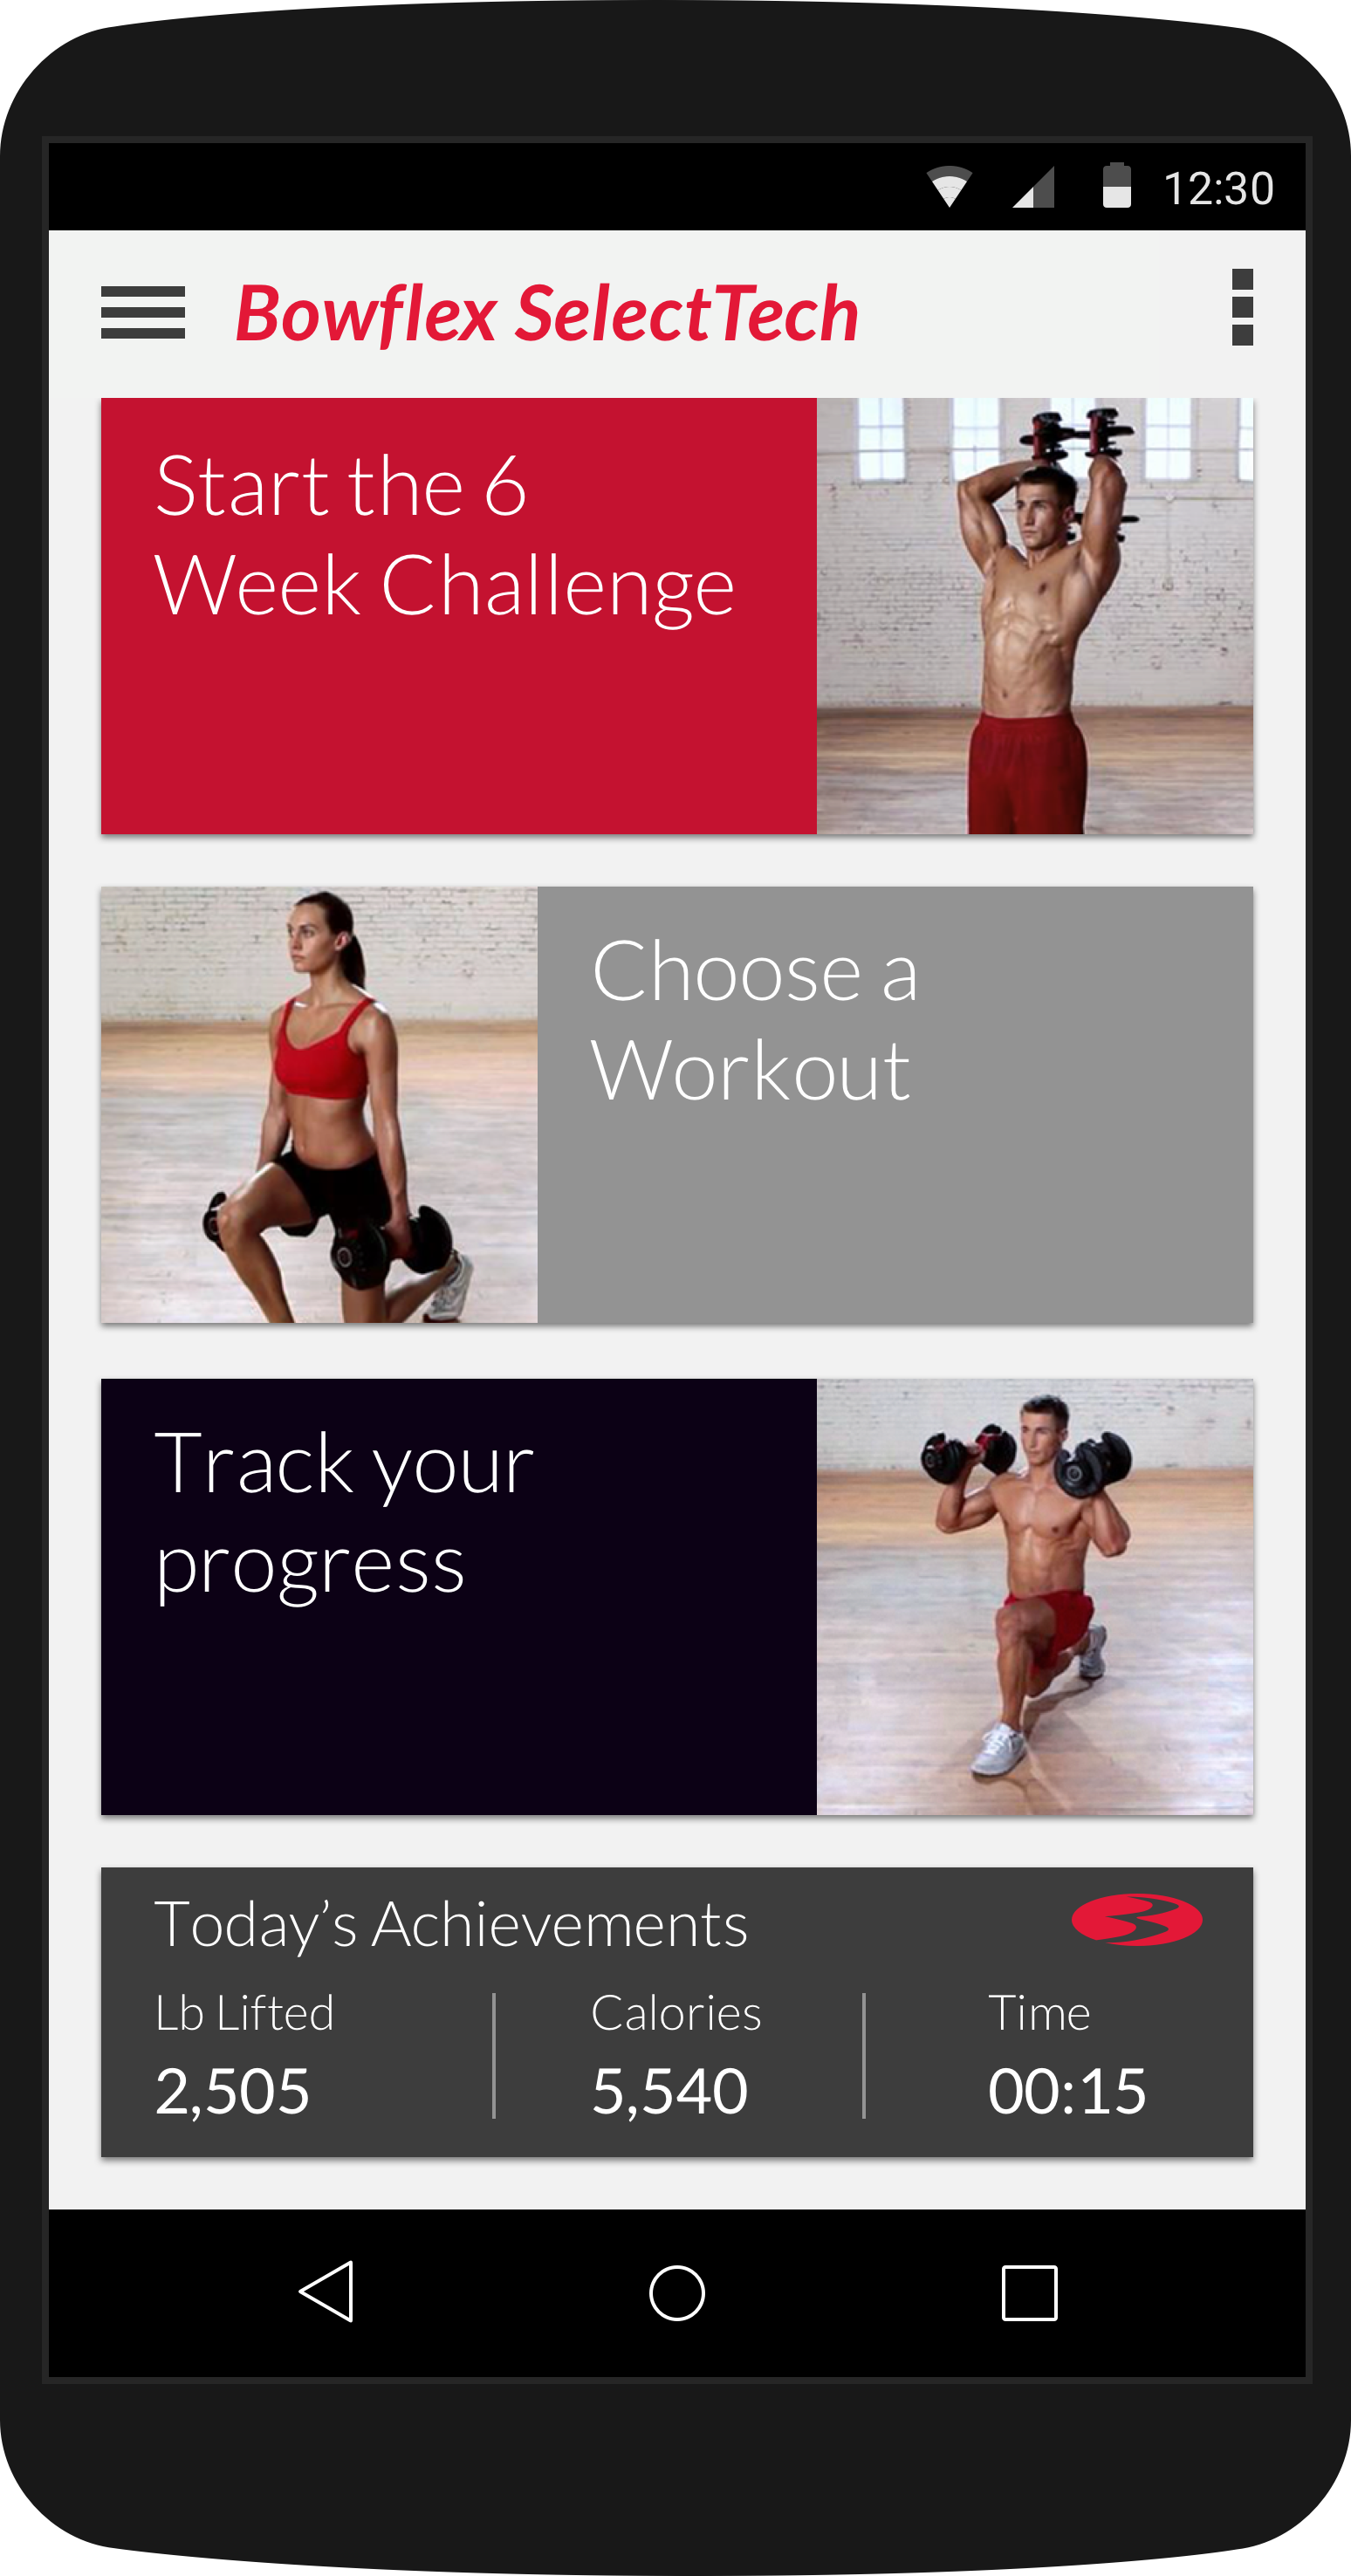 12:30
Bowflex SelectTech
Start the 6
Week Challenge
Choose a
Workout
Track your
progress
Today’s Achievements
Lb Lifted
Calories
Time
2,505
5,540
00:15